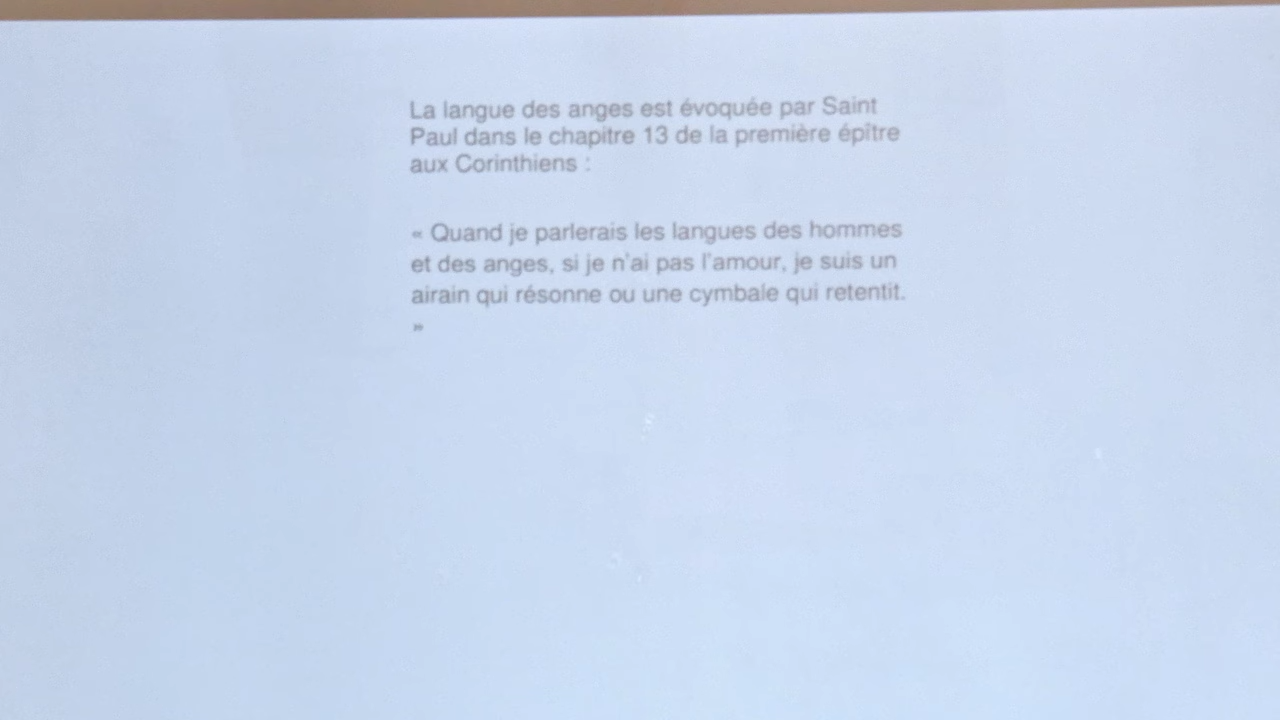 La langue des anges est évoquée par Saint
Paul dans le chapitre 13 de la première épître
aux Corinthiens :
« Quand je parlerais les langues des hommes
et des anges, si je n'ai pas l'amour, je suis un
airain qui résonne ou une cymbale qui retentit.
»